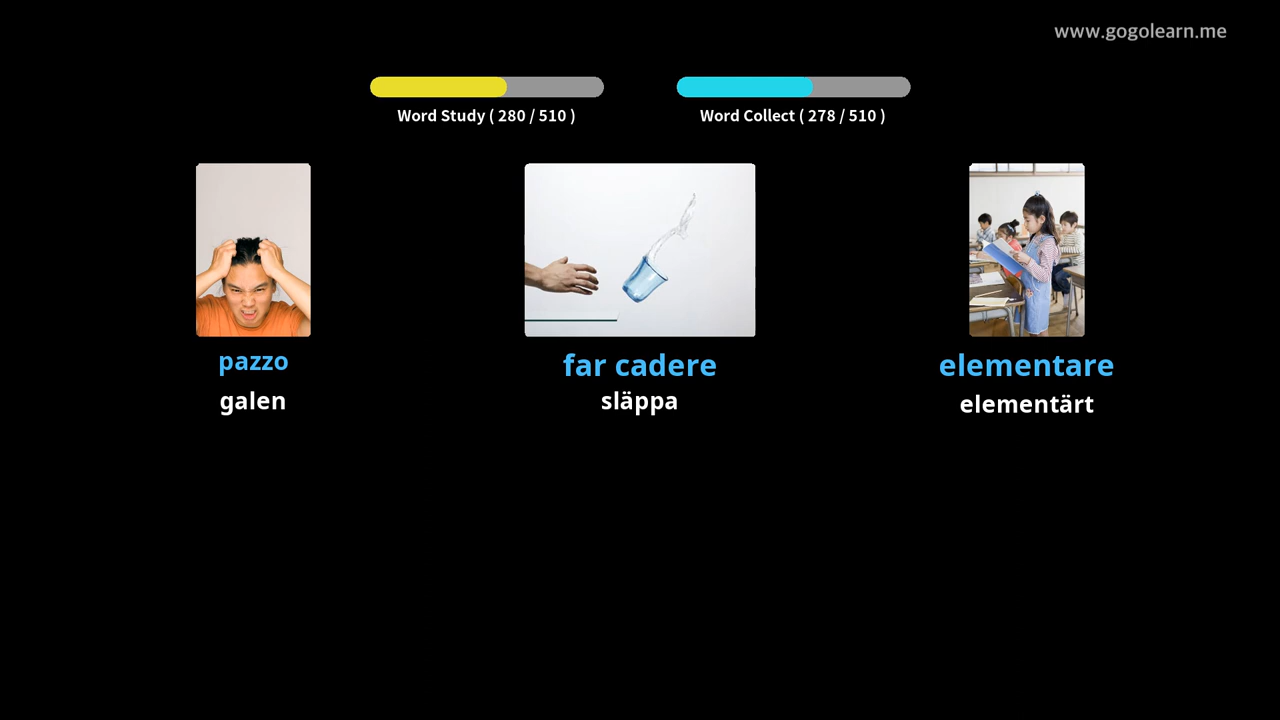 www.gogolearn.me
Word Study ( 280 / 510 )
Word Collect ( 278 / 510 )
pazzo
galen
far cadere
släppa
elementare
elementärt